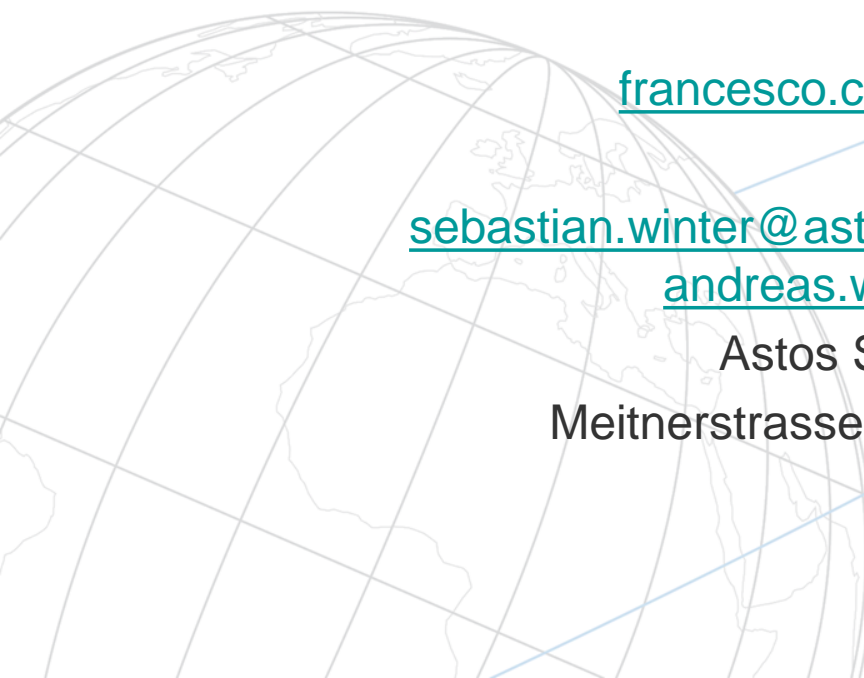 francesco.c
sebastian.winter@ast
andreas.w
Astos S
Meitnerstrasse